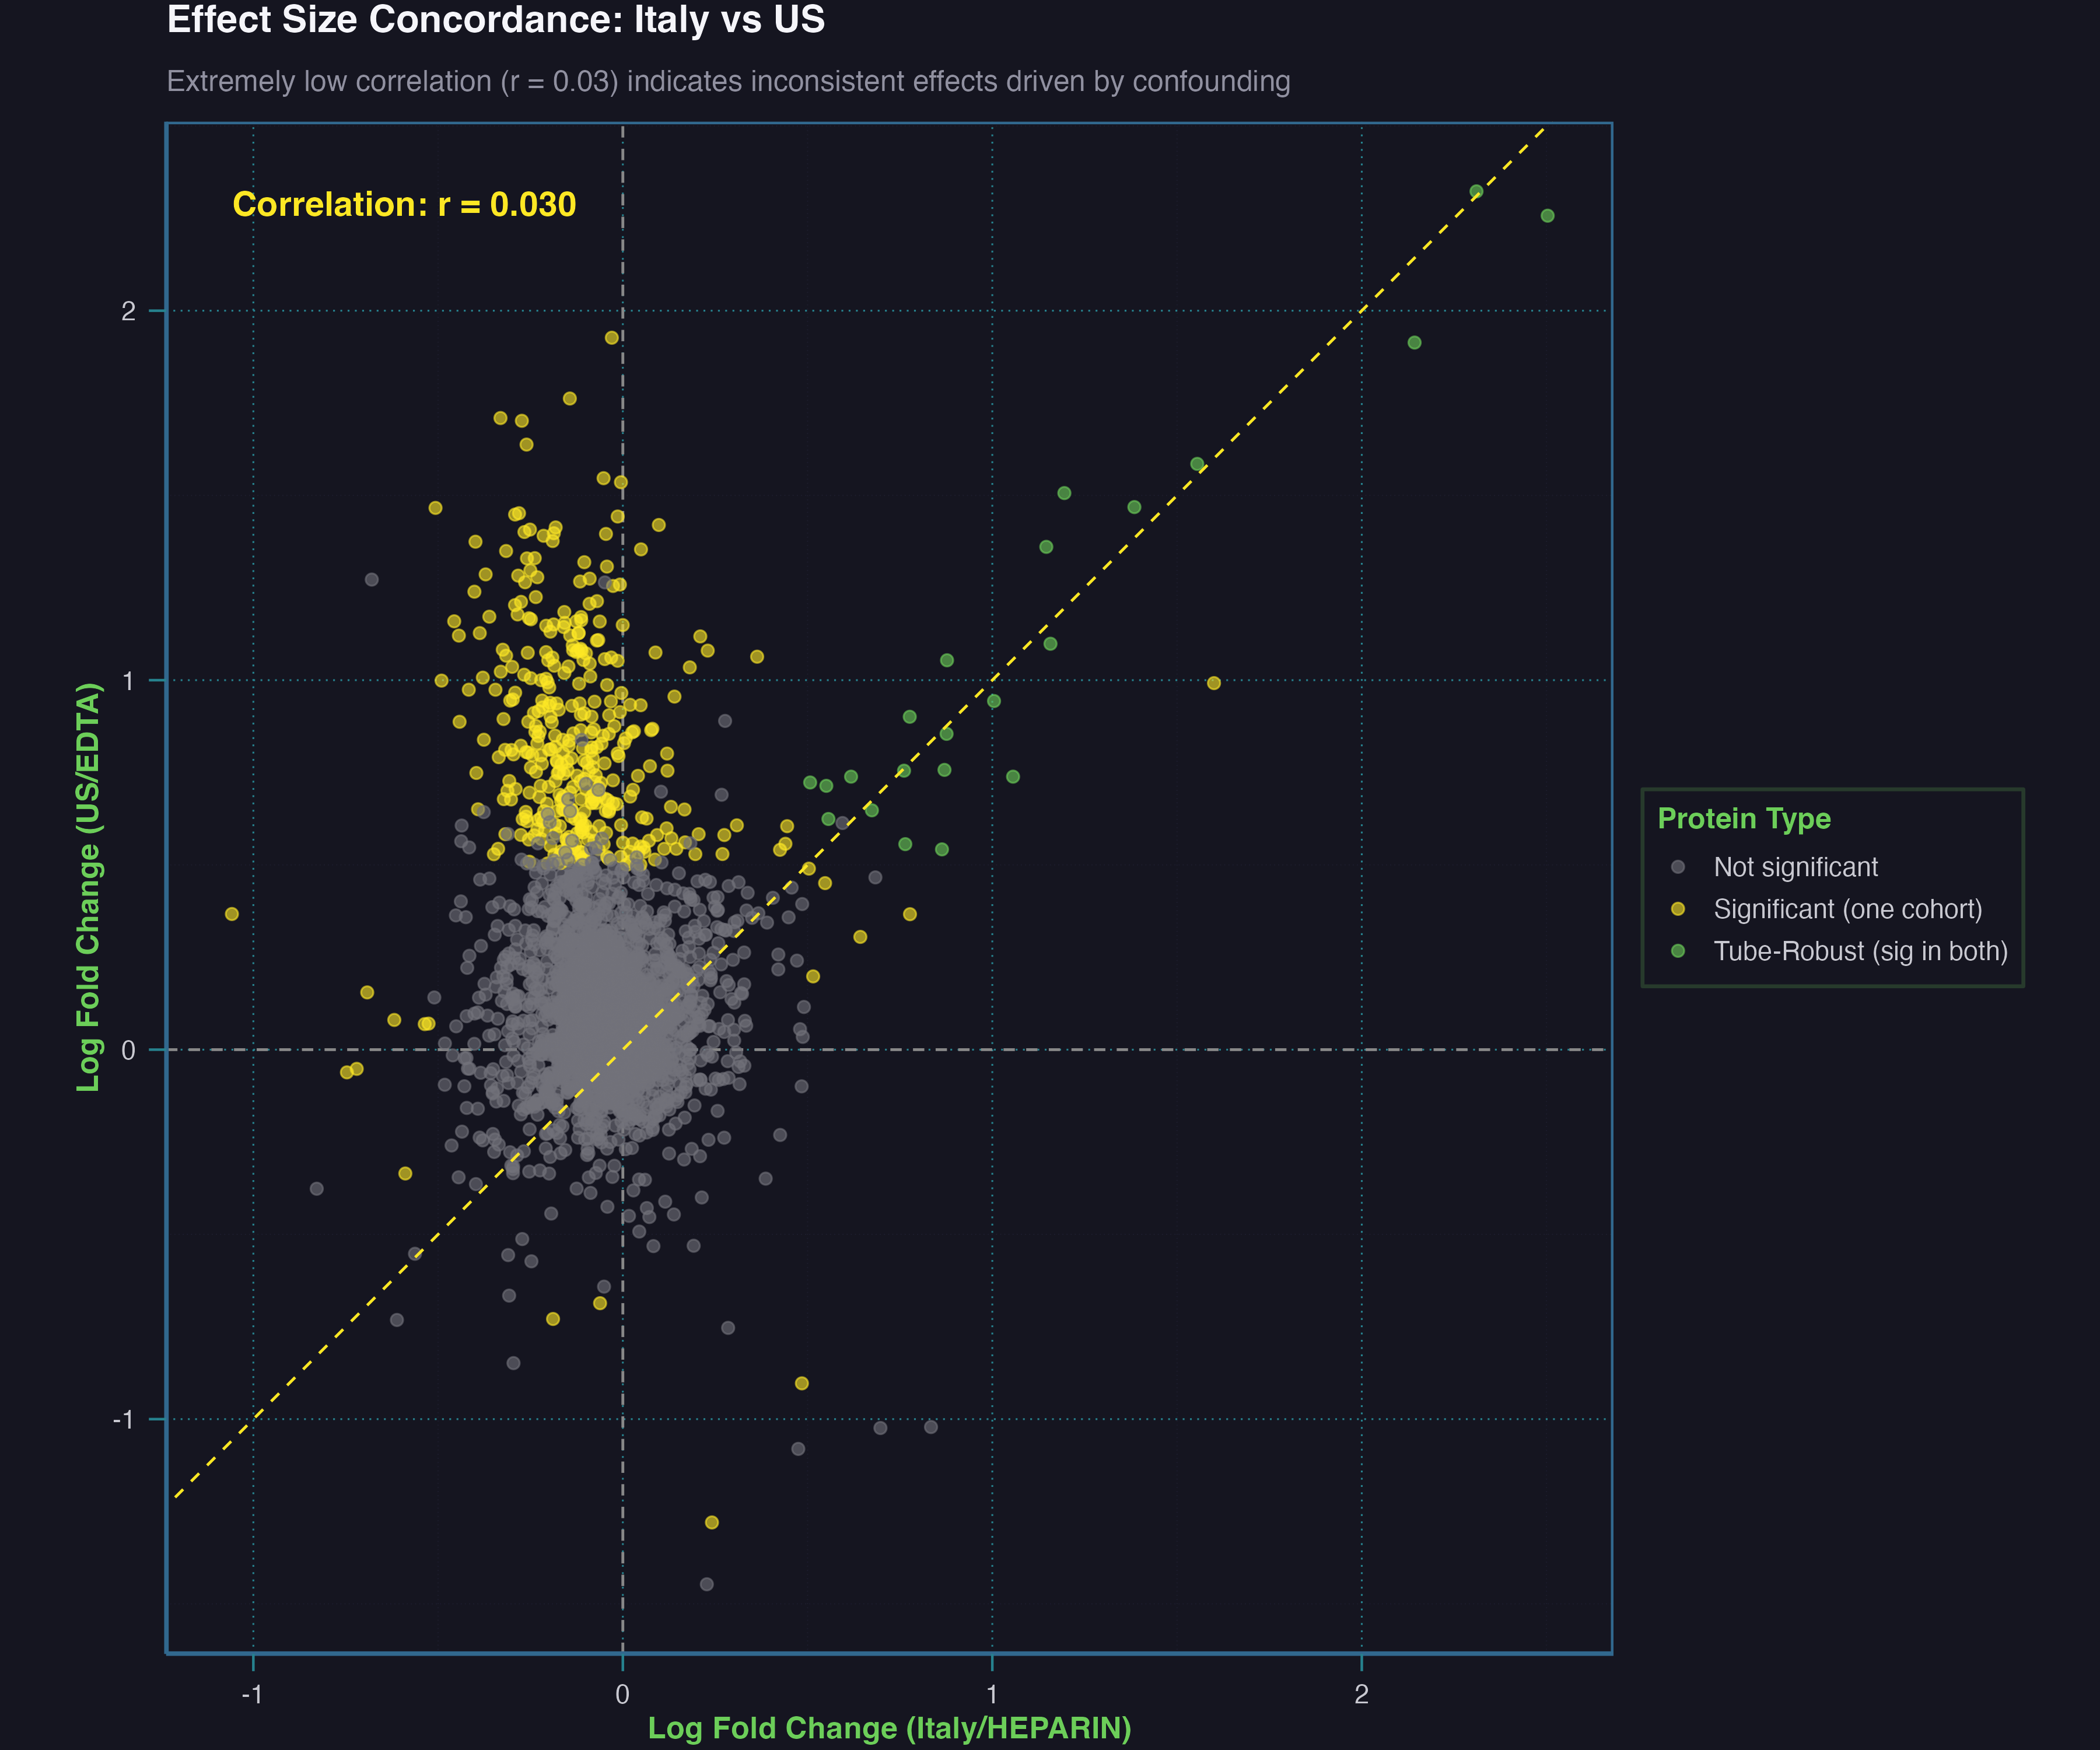 Effect Size Concordance: Italy vs US
Extremely low correlation (r = 0.03) indicates inconsistent effects driven by confounding
Correlation: r = 0.030
2
1
0
-1
Log Fold Change (US/EDTA)
-1
0
1
2
Log Fold Change (Italy/HEPARIN)
Protein Type
Not significant
Significant (one cohort)
Tube-Robust (sig in both)